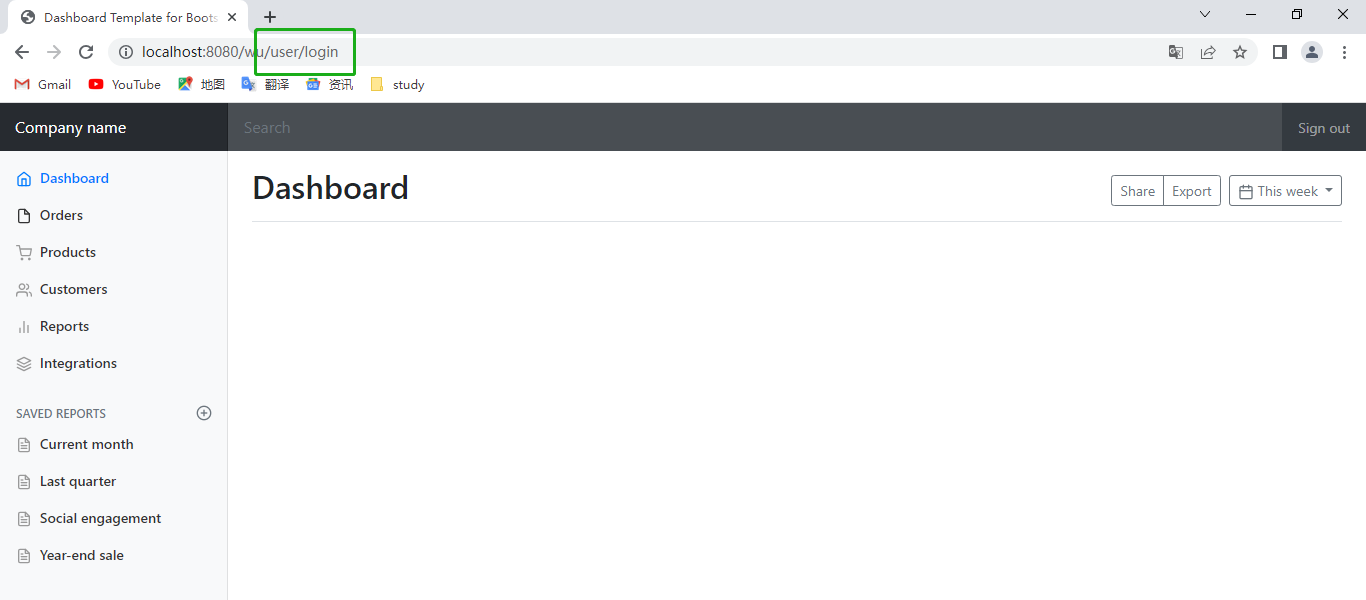 Dashboard Template for Boots
localhost:8080/wu/user/login
Gmail YouTube 地图 翻译 资讯 study
Company name Search Sign out
Dashboard
Orders
Products
Customers
Reports
Integrations
SAVED REPORTS
Current month
Last quarter
Social engagement
Year-end sale
Dashboard
Share Export This week